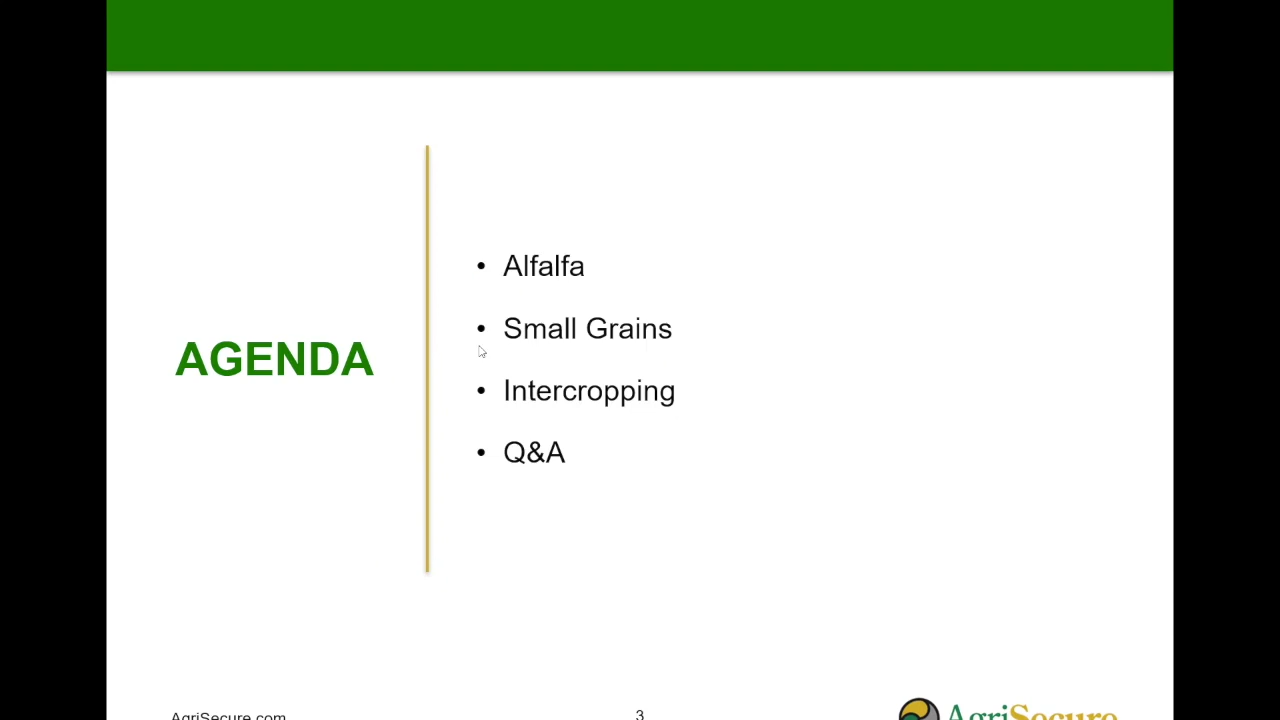 AGENDA
• Alfalfa
• Small Grains
• Intercropping
• Q&A
AgriSecure.com
3
AgriSecure